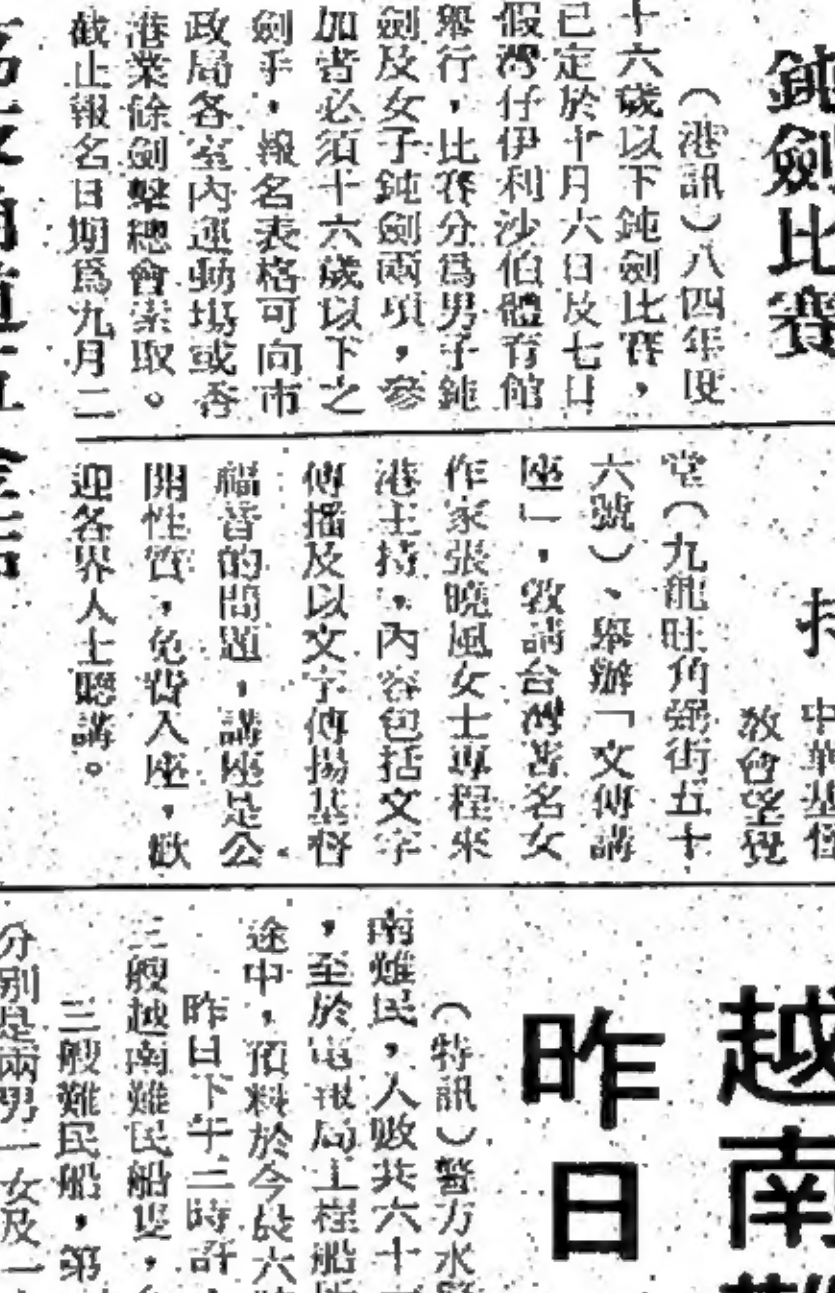 鈍劍比賽
（港訊）八四年度
十六歲以下鈍劍比賽，
已定於十月六日及七日
假灣仔伊利沙伯體育館
舉行，比賽分爲男子鈍
劍及女子鈍劍兩項，參
加者必須十六歲以下之
劍手，報名表格可向市
政局各室內運動場或香
港業餘劍擊總會索取。
截止報名日期爲九月二
中華基督
教會望覺
堂（九龍旺角弼街五十
六號）、舉辦「文傳講
座」，敦請台灣著名女
作家張曉風女士專程來
港主持，內容包括文字
傳播及以文字傳揚基督
福音的問題，講座是公
開性質，免費入座，歡
迎各界人士聽講。
越南
昨日
（特訊）警方水
南難民，人數共六十
，至於電視局工程船
途中，預料於今晨六
昨日下午三時許
三艘越南難民船隻，
三艘難民船，第
分別是兩男一女及一